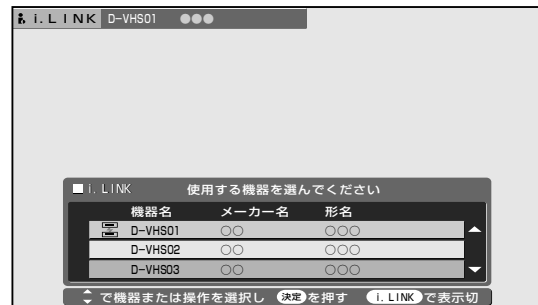 i.LINK D-VHS01 ●●●
■i.LINK 使用する機器を選んでください
機器名 メーカー名 形名
D-VHS01 ○○ ○○○
D-VHS02 ○○ ○○○
D-VHS03 ○○ ○○○
で機器または操作を選択し 決定 を押す i.LINK で表示切